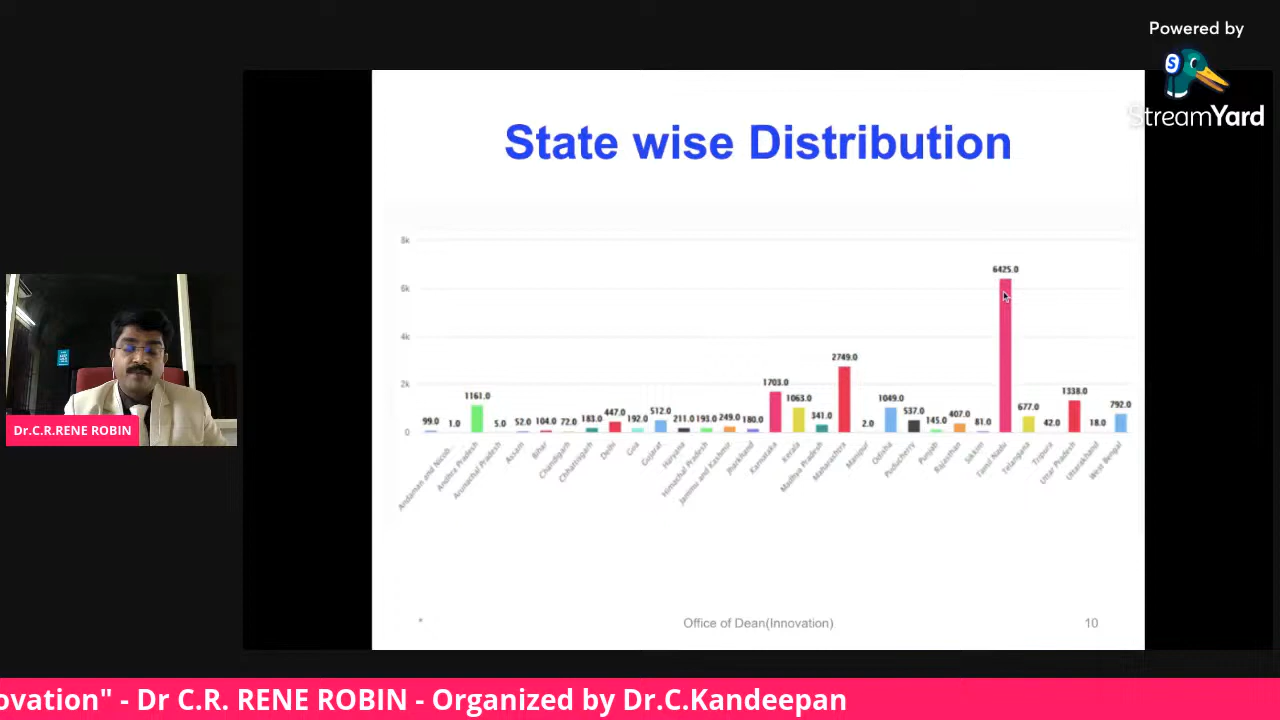 Powered by
StreamYard
State wise Distribution
8k
6k
4k
2k
0
99.0 1.0 1161.0 5.0 52.0 104.0 72.0 183.0 447.0 192.0 512.0 211.0 193.0 249.0 180.0 1703.0 1063.0 341.0 2749.0 2.0 1049.0 537.0 145.0 407.0 81.0 6425.0 677.0 42.0 1338.0 18.0 792.0
Andaman and Nicob...
Andhra Pradesh
Arunachal Pradesh
Assam
Bihar
Chandigarh
Chhattisgarh
Delhi
Goa
Gujarat
Haryana
Himachal Pradesh
Jammu and Kashmir
Jharkhand
Karnataka
Kerala
Madhya Pradesh
Maharashtra
Manipur
Odisha
Puducherry
Punjab
Rajasthan
Sikkim
Tamil Nadu
Telangana
Tripura
Uttar Pradesh
Uttarakhand
West Bengal
Dr.C.R.RENE ROBIN
* Office of Dean(Innovation) 10
ovation" - Dr C.R. RENE ROBIN - Organized by Dr.C.Kandeepan